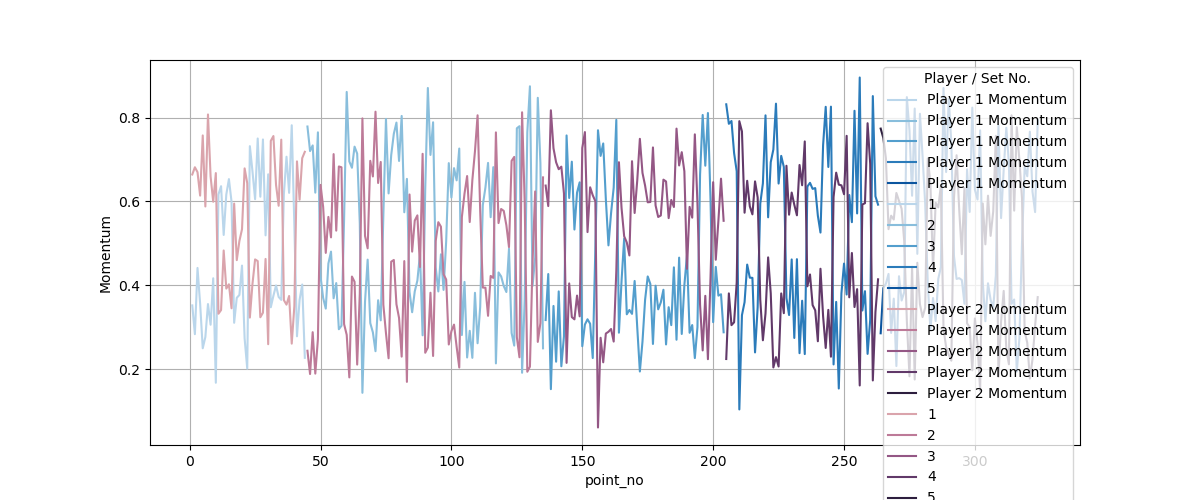 Momentum
0.8
0.6
0.4
0.2
0
50
100
150
200
250
300
point_no
Player / Set No.
Player 1 Momentum
Player 1 Momentum
Player 1 Momentum
Player 1 Momentum
Player 1 Momentum
1
2
3
4
5
Player 2 Momentum
Player 2 Momentum
Player 2 Momentum
Player 2 Momentum
Player 2 Momentum
1
2
3
4
5